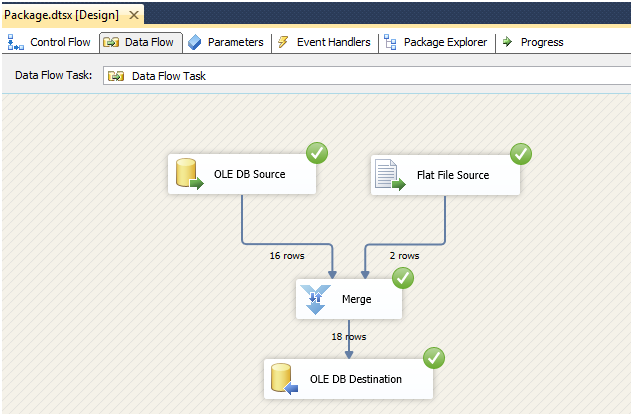 Package.dtsx [Design]
Control Flow Data Flow Parameters Event Handlers Package Explorer Progress
Data Flow Task: Data Flow Task
OLE DB Source Flat File Source
16 rows 2 rows
Merge
18 rows
OLE DB Destination